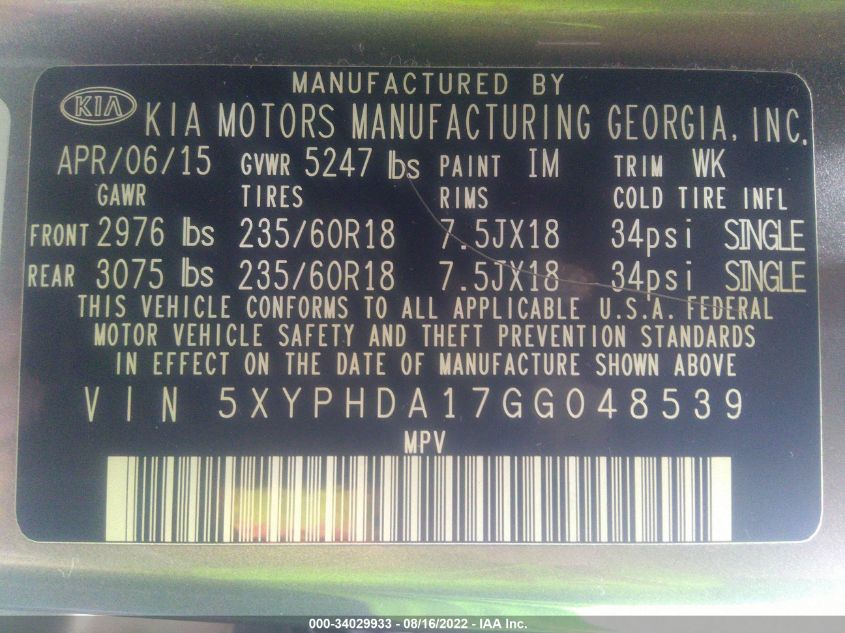 MANUFACTURED BY
KIA KIA MOTORS MANUFACTURING GEORGIA, INC.
APR/06/15 GVWR 5247 lbs PAINT IM TRIM WK
GAWR TIRES RIMS COLD TIRE INFL
FRONT 2976 lbs 235/60R18 7.5JX18 34psi SINGLE
REAR 3075 lbs 235/60R18 7.5JX18 34psi SINGLE
THIS VEHICLE CONFORMS TO ALL APPLICABLE U.S.A. FEDERAL
MOTOR VEHICLE SAFETY AND THEFT PREVENTION STANDARDS
IN EFFECT ON THE DATE OF MANUFACTURE SHOWN ABOVE
VIN 5XYPHDA17GG048539
MPV
000-34029933 - 08/16/2022 - IAA Inc.